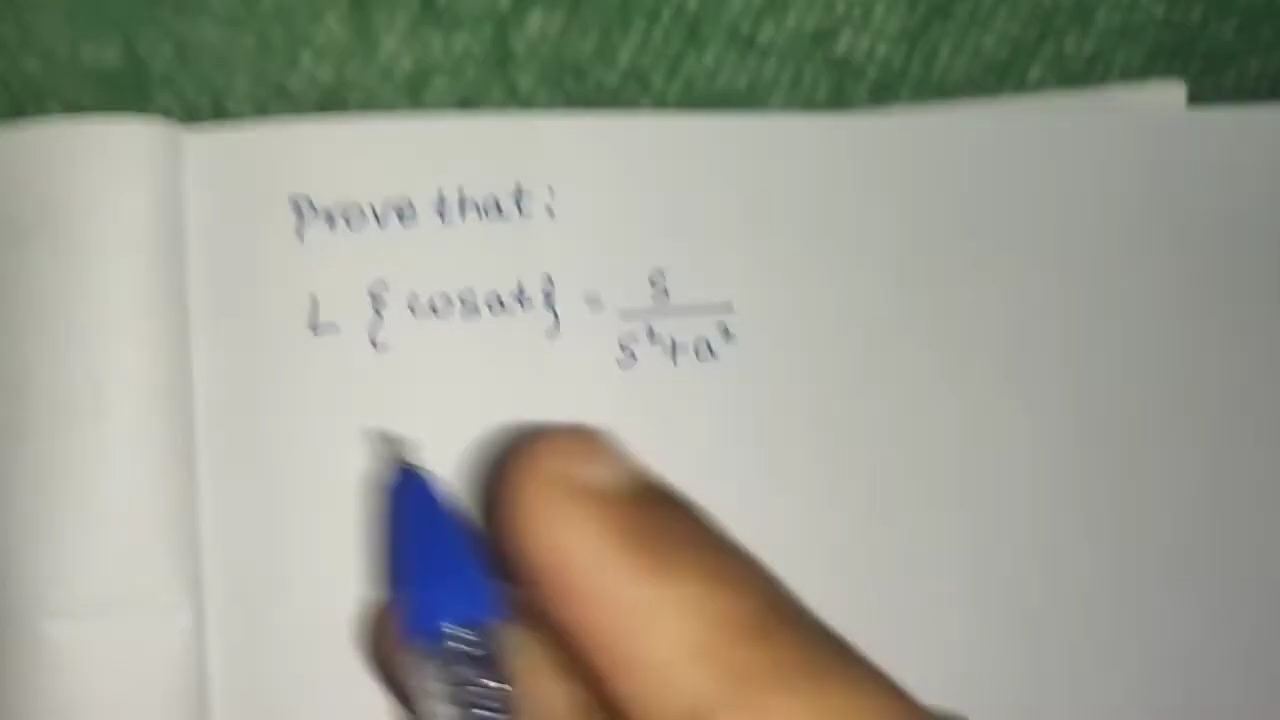 Prove that:
L { cosat} = s / s²+a²